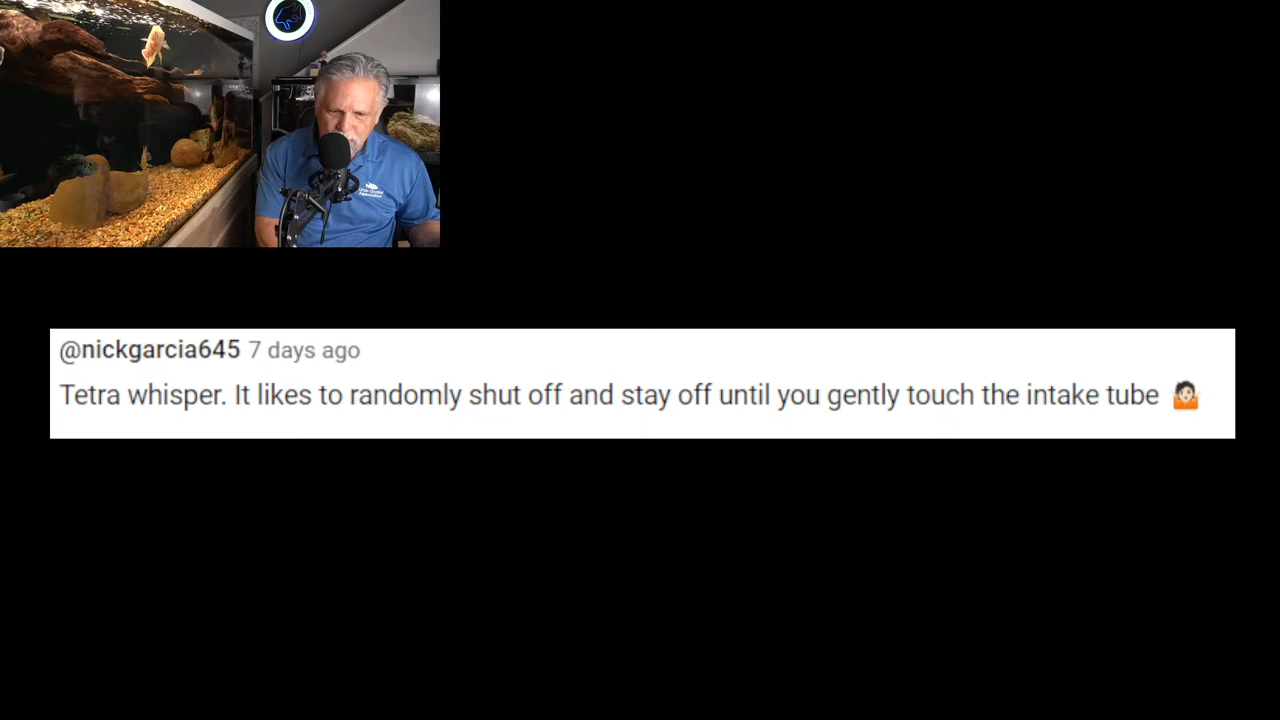 @nickgarcia645 7 days ago
Tetra whisper. It likes to randomly shut off and stay off until you gently touch the intake tube 🤷🏻